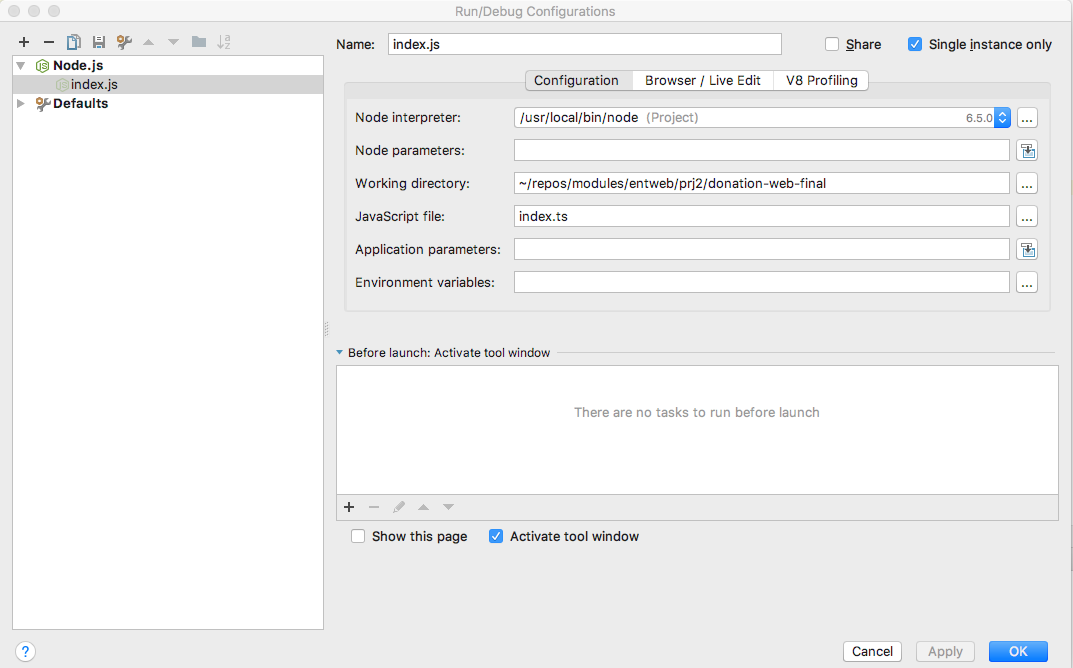 Run/Debug Configurations
Name: index.js Share Single instance only
Node.js
index.js
Defaults
Configuration Browser / Live Edit V8 Profiling
Node interpreter: /usr/local/bin/node (Project) 6.5.0 ...
Node parameters:
Working directory: ~/repos/modules/entweb/prj2/donation-web-final ...
JavaScript file: index.ts ...
Application parameters:
Environment variables: ...
Before launch: Activate tool window
There are no tasks to run before launch
Show this page Activate tool window
? Cancel Apply OK